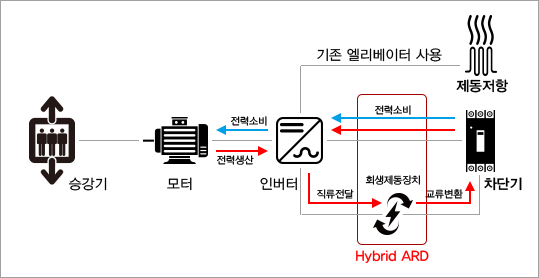 기존 엘리베이터 사용
제동저항
전력소비
전력소비
전력생산
승강기
모터
인버터
회생제동장치
차단기
직류전달
교류변환
Hybrid ARD